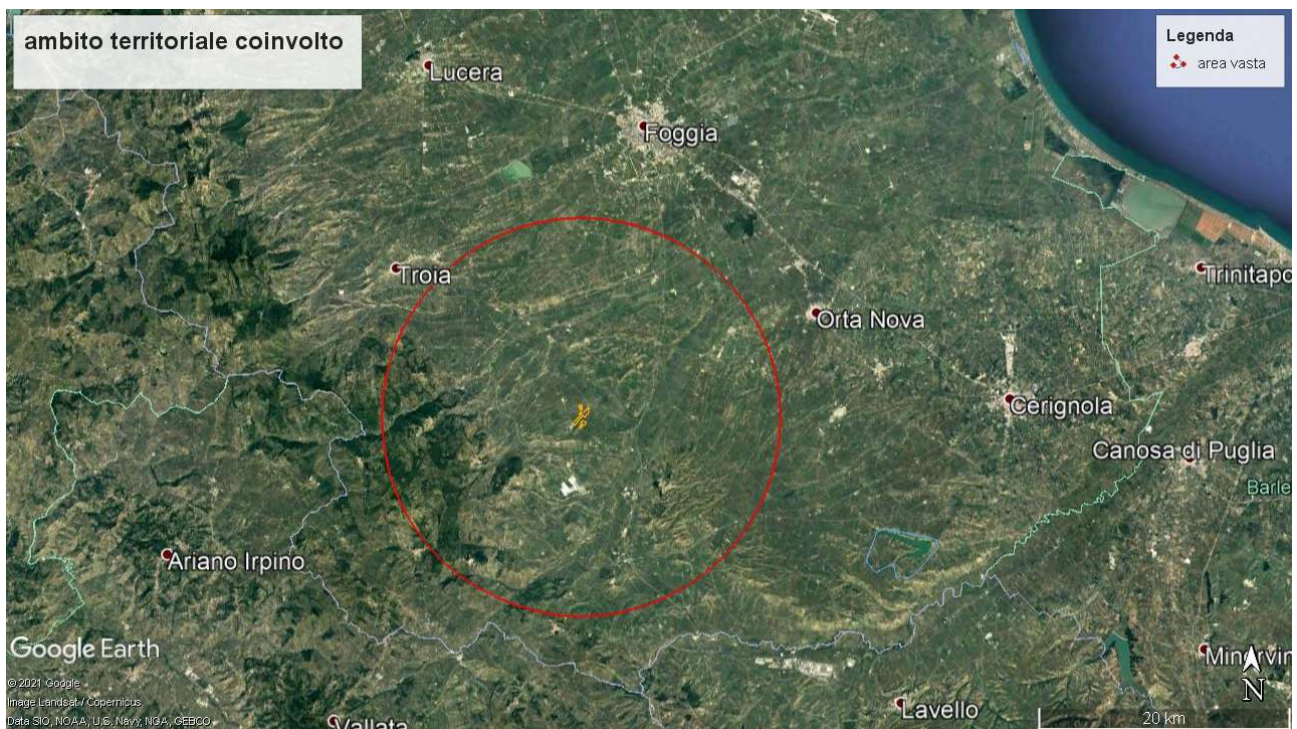 ambito territoriale coinvolto
Legenda
area vasta
Lucera
Foggia
Troia
Orta Nova
Trinitapo
Cerignola
Canosa di Puglia
Barle
Ariano Irpino
Google Earth
Minervin
N
© 2021 Google
Image Landsat / Copernicus
Data SIO, NOAA, U.S. Navy, NGA, GEBCO
Vallata
Lavello
20 km